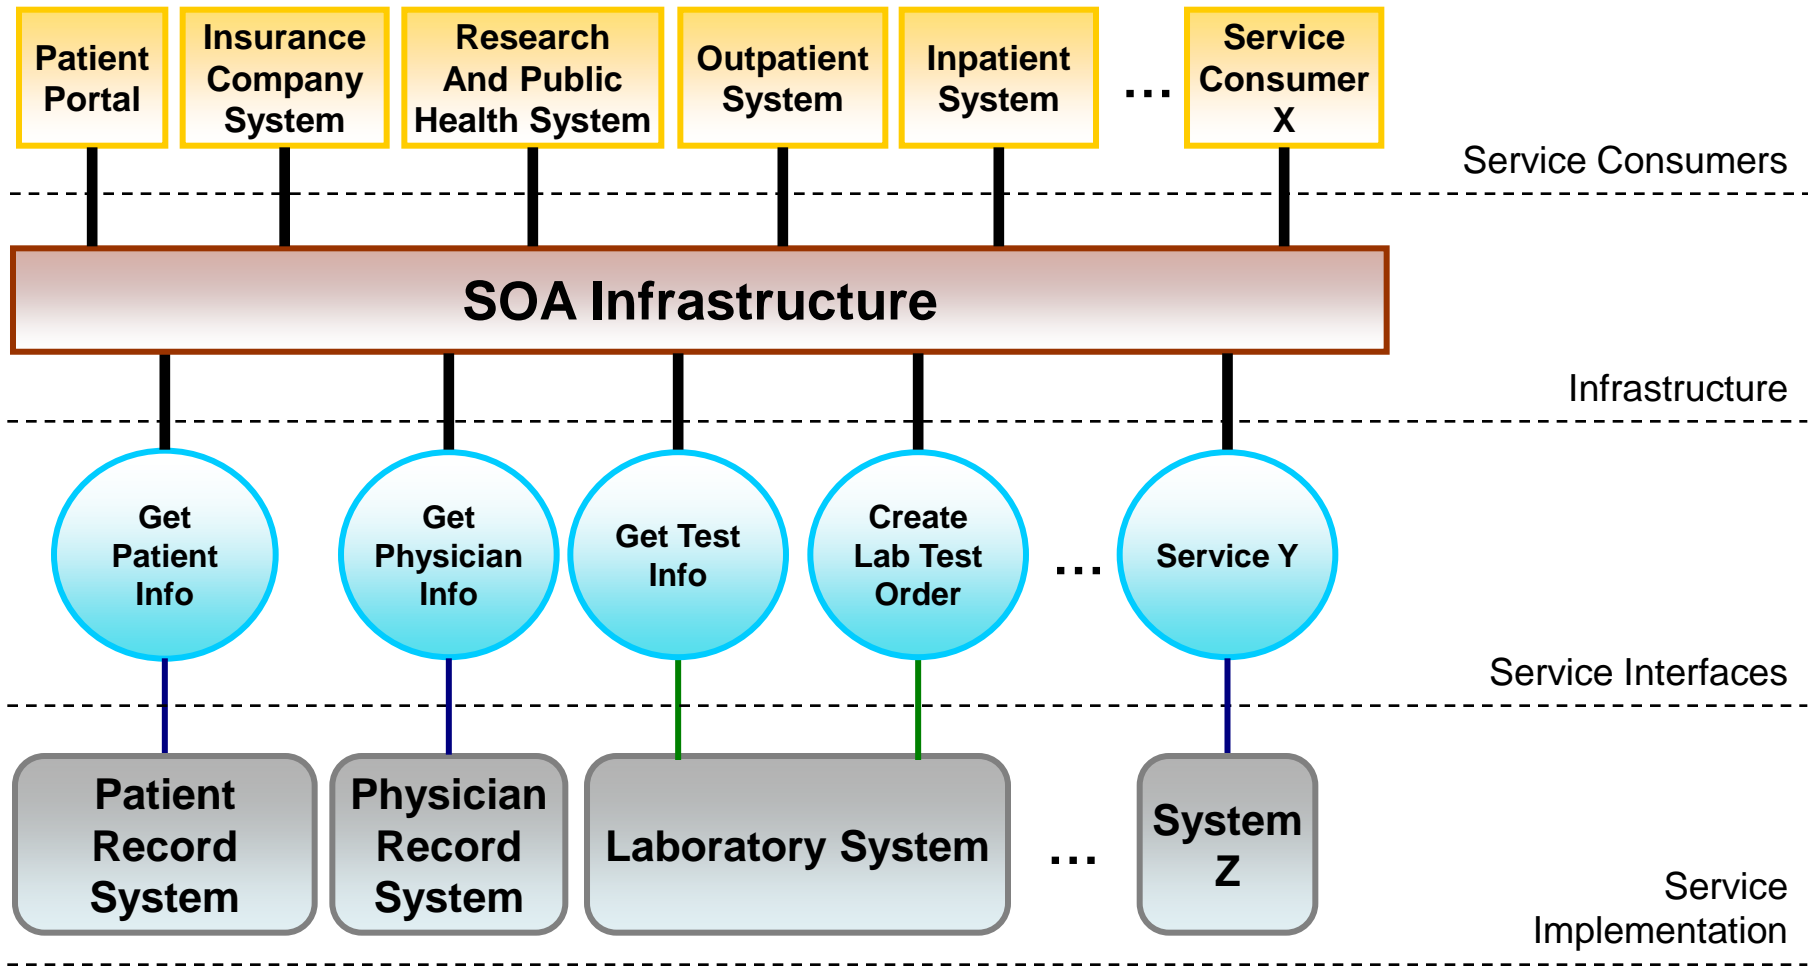 Patient
Portal
Insurance
Company
System
Research
And Public
Health System
Outpatient
System
Inpatient
System
...
Service
Consumer
X
Service Consumers
SOA Infrastructure
Infrastructure
Get
Patient
Info
Get
Physician
Info
Get Test
Info
Create
Lab Test
Order
...
Service Y
Service Interfaces
Patient
Record
System
Physician
Record
System
Laboratory System
...
System
Z
Service
Implementation